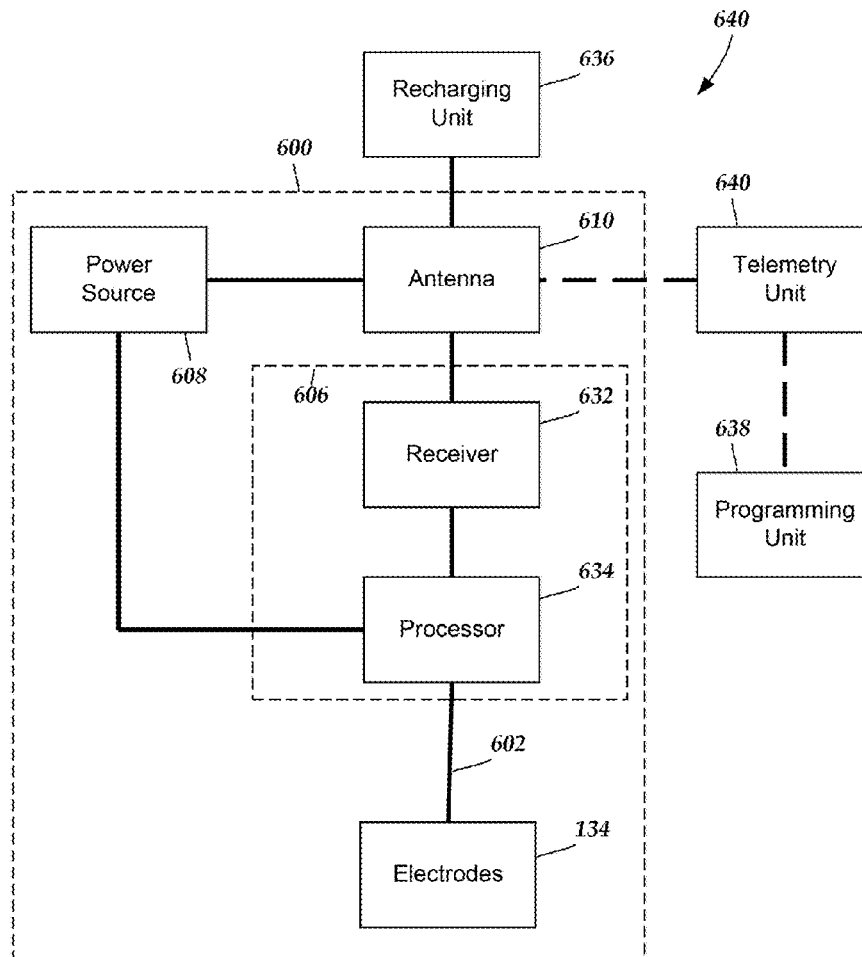 640
636
Recharging
Unit
600
610
640
Power
Source
Antenna
Telemetry
Unit
608
606
632
Receiver
638
Programming
Unit
634
Processor
602
134
Electrodes